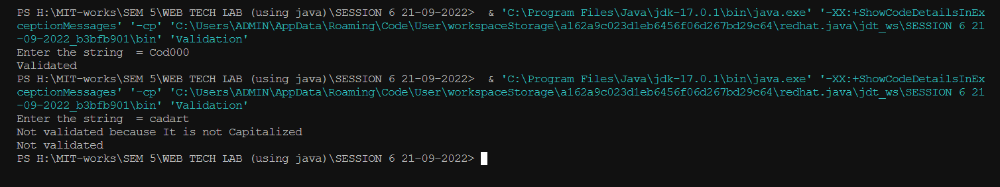 PS H:\MIT-works\SEM 5\WEB TECH LAB (using java)\SESSION 6 21-09-2022>  & 'C:\Program Files\Java\jdk-17.0.1\bin\java.exe' '-XX:+ShowCodeDetailsInEx
ceptionMessages' '-cp' 'C:\Users\ADMIN\AppData\Roaming\Code\User\workspaceStorage\a162a9c023d1eb6456f06d267bd29c64\redhat.java\jdt_ws\SESSION 6 21
-09-2022_b3bfb901\bin' 'Validation'
Enter the string  = Cod000
Validated
PS H:\MIT-works\SEM 5\WEB TECH LAB (using java)\SESSION 6 21-09-2022>  & 'C:\Program Files\Java\jdk-17.0.1\bin\java.exe' '-XX:+ShowCodeDetailsInEx
ceptionMessages' '-cp' 'C:\Users\ADMIN\AppData\Roaming\Code\User\workspaceStorage\a162a9c023d1eb6456f06d267bd29c64\redhat.java\jdt_ws\SESSION 6 21
-09-2022_b3bfb901\bin' 'Validation'
Enter the string  = cadart
Not validated because It is not Capitalized
Not validated
PS H:\MIT-works\SEM 5\WEB TECH LAB (using java)\SESSION 6 21-09-2022>